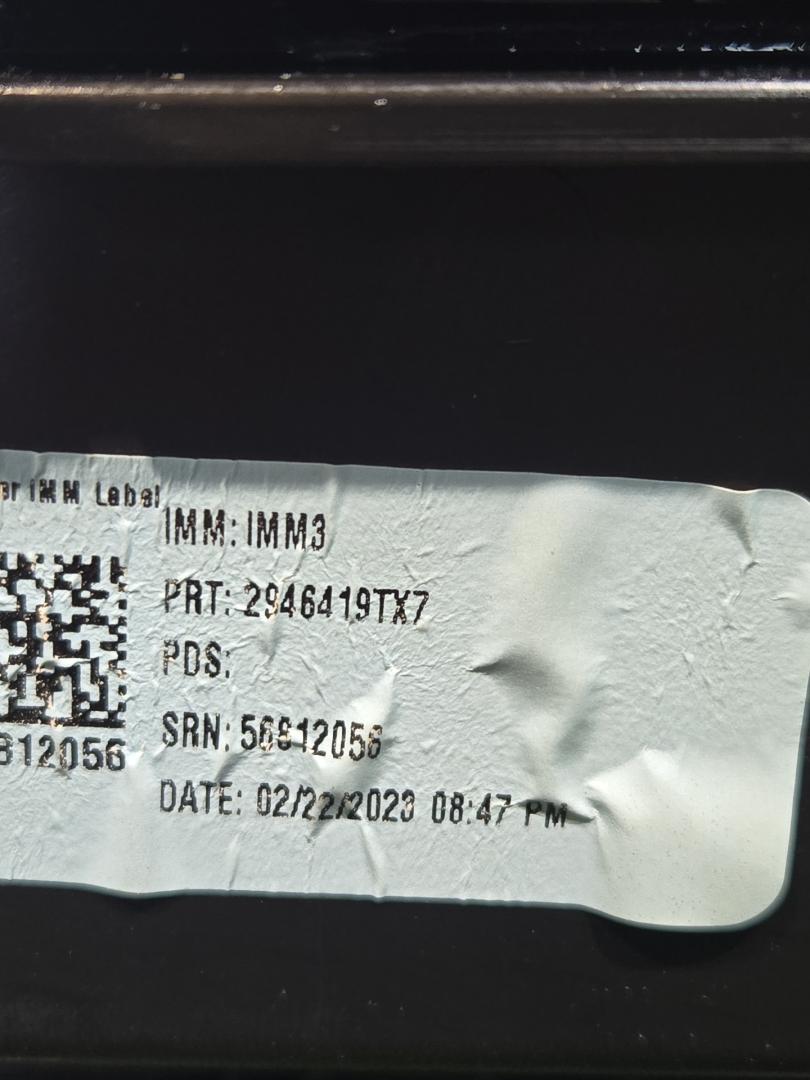 IMM Label
IMM: IMM3
PRT: 2946419TX7
PDS:
SRN: 56812056
812056
DATE: 02/22/2023 08:47 PM